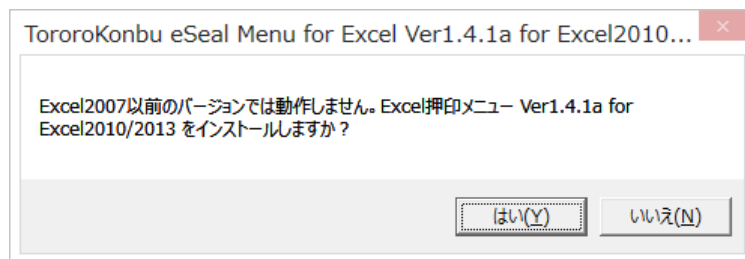 TororoKonbu eSeal Menu for Excel Ver1.4.1a for Excel2010...
Excel2007以前のバージョンでは動作しません。Excel押印メニュー Ver1.4.1a for
Excel2010/2013 をインストールしますか？
はい(Y) いいえ(N)